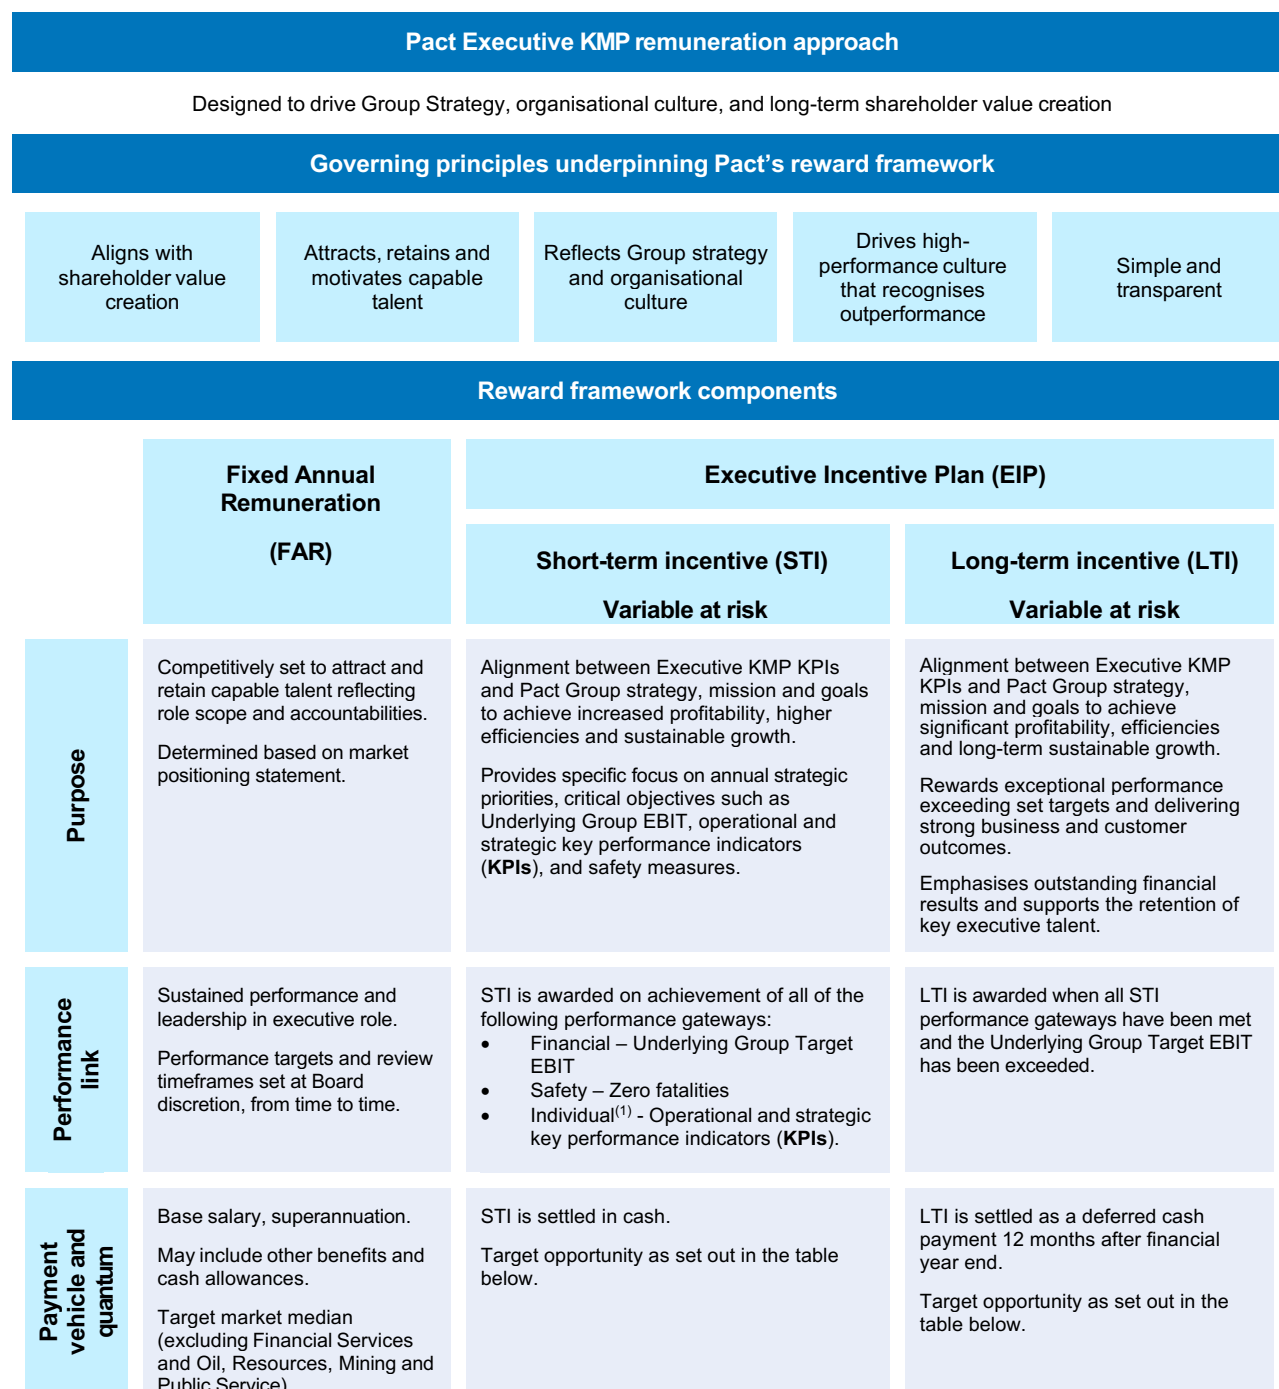 Pact Executive KMP remuneration approach
Designed to drive Group Strategy, organisational culture, and long-term shareholder value creation
Governing principles underpinning Pact's reward framework
Aligns with
shareholder value
creation
Attracts, retains and
motivates capable
talent
Reflects Group strategy
and organisational
culture
Drives high-
performance culture
that recognises
outperformance
Simple and
transparent
Reward framework components
Fixed Annual
Remuneration
(FAR)
Executive Incentive Plan (EIP)
Short-term incentive (STI)
Variable at risk
Long-term incentive (LTI)
Variable at risk
Purpose
Competitively set to attract and
retain capable talent reflecting
role scope and accountabilities.
Determined based on market
positioning statement.
Alignment between Executive KMP KPIs
and Pact Group strategy, mission and goals
to achieve increased profitability, higher
efficiencies and sustainable growth.
Provides specific focus on annual strategic
priorities, critical objectives such as
Underlying Group EBIT, operational and
strategic key performance indicators
(KPIs), and safety measures.
Alignment between Executive KMP
KPIs and Pact Group strategy,
mission and goals to achieve
significant profitability, efficiencies
and long-term sustainable growth.
Rewards exceptional performance
exceeding set targets and delivering
strong business and customer
outcomes.
Emphasises outstanding financial
results and supports the retention of
key executive talent.
Performance
link
Sustained performance and
leadership in executive role.
Performance targets and review
timeframes set at Board
discretion, from time to time.
STI is awarded on achievement of all of the
following performance gateways:
• Financial – Underlying Group Target
EBIT
• Safety – Zero fatalities
• Individual(1) - Operational and strategic
key performance indicators (KPIs).
LTI is awarded when all STI
performance gateways have been met
and the Underlying Group Target EBIT
has been exceeded.
Payment
vehicle and
quantum
Base salary, superannuation.
May include other benefits and
cash allowances.
Target market median
(excluding Financial Services
and Oil, Resources, Mining and
Public Service)
STI is settled in cash.
Target opportunity as set out in the table
below.
LTI is settled as a deferred cash
payment 12 months after financial
year end.
Target opportunity as set out in the
table below.